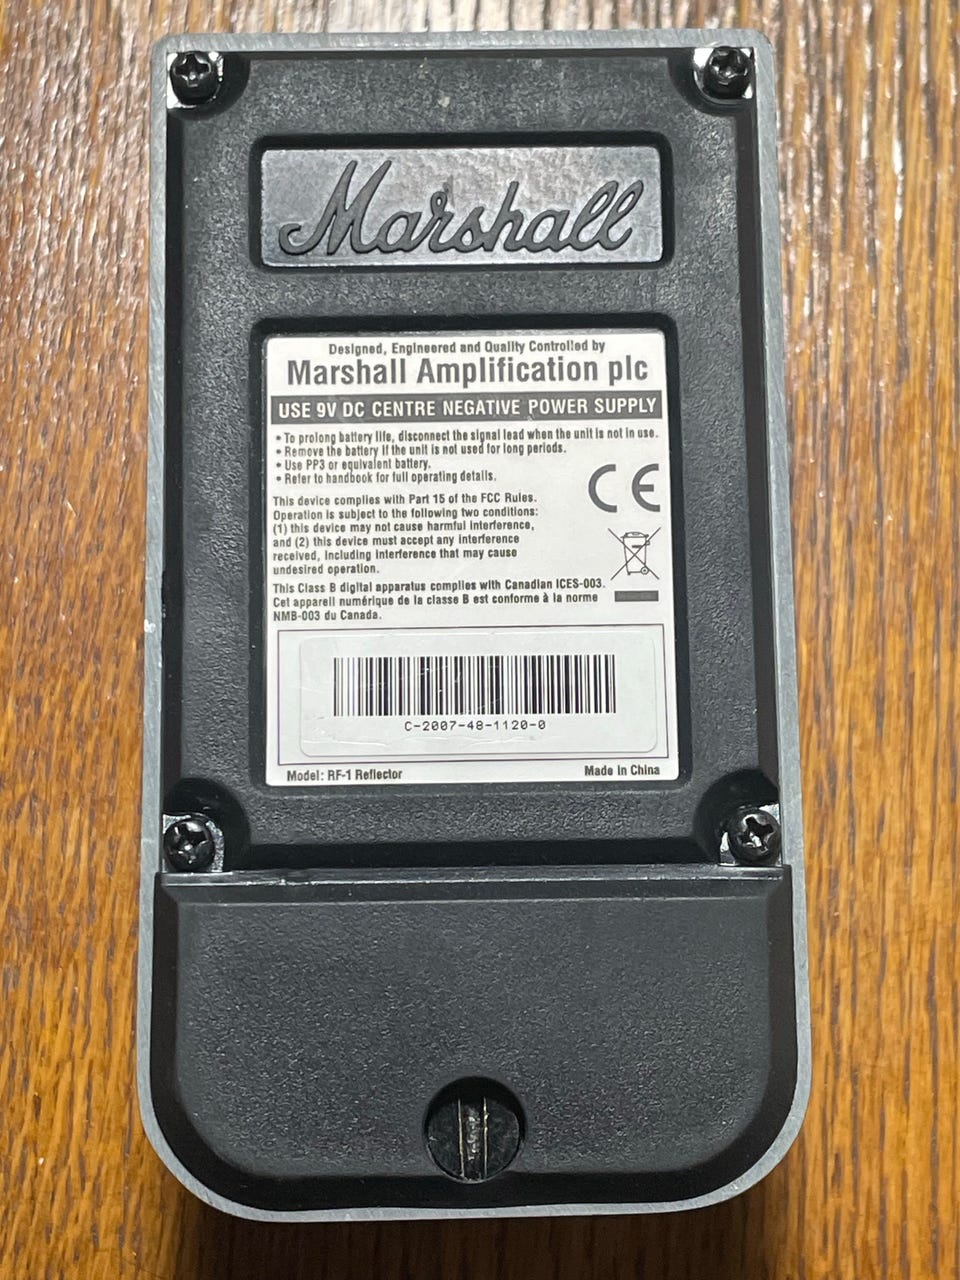 Marshall
Designed, Engineered and Quality Controlled by
Marshall Amplification plc
USE 9V DC CENTRE NEGATIVE POWER SUPPLY
• To prolong battery life, disconnect the signal lead when the unit is not in use.
• Remove the battery if the unit is not used for long periods.
• Use PP3 or equivalent battery.
• Refer to handbook for full operating details.
CE
This device complies with Part 15 of the FCC Rules.
Operation is subject to the following two conditions:
(1) this device may not cause harmful interference,
and (2) this device must accept any interference
received, including interference that may cause
undesired operation.
This Class B digital apparatus complies with Canadian ICES-003.
Cet appareil numérique de la classe B est conforme à la norme
NMB-003 du Canada.
C-2007-48-1120-0
Model: RF-1 Reflector
Made in China